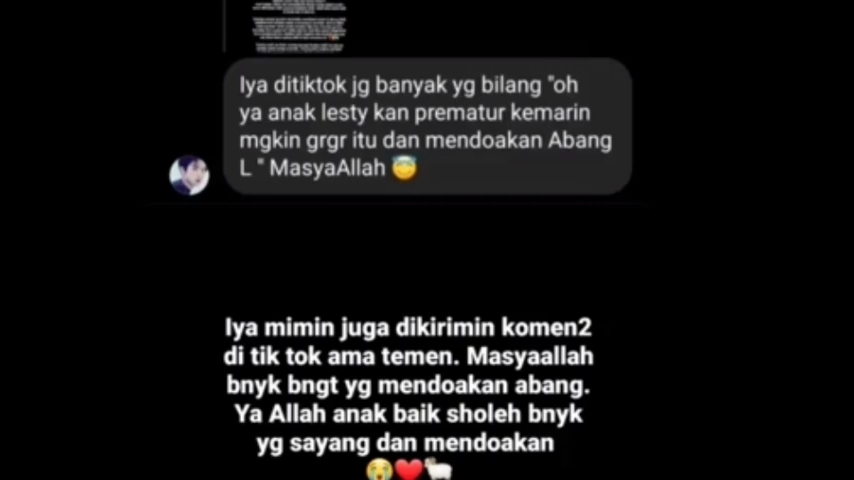 Iya ditiktok jg banyak yg bilang "oh
ya anak lesty kan prematur kemarin
mgkin grgr itu dan mendoakan Abang
L " MasyaAllah 😇
Iya mimin juga dikirimin komen2
di tik tok ama temen. Masyaallah
bnyk bngt yg mendoakan abang.
Ya Allah anak baik sholeh bnyk
yg sayang dan mendoakan
😭❤️🐑